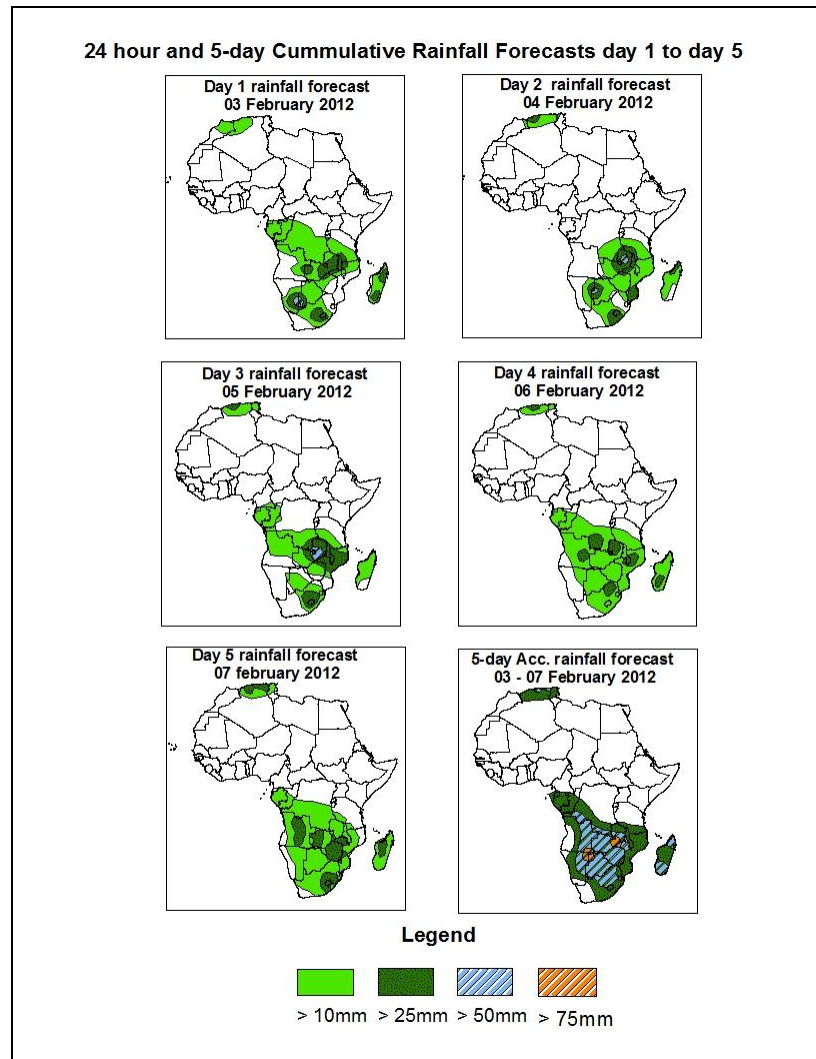 24 hour and 5-day Cummulative Rainfall Forecasts day 1 to day 5
Day 1 rainfall forecast
03 February 2012
Day 2 rainfall forecast
04 February 2012
Day 3 rainfall forecast
05 February 2012
Day 4 rainfall forecast
06 February 2012
Day 5 rainfall forecast
07 february 2012
5-day Acc. rainfall forecast
03 - 07 February 2012
Legend
> 10mm > 25mm > 50mm > 75mm